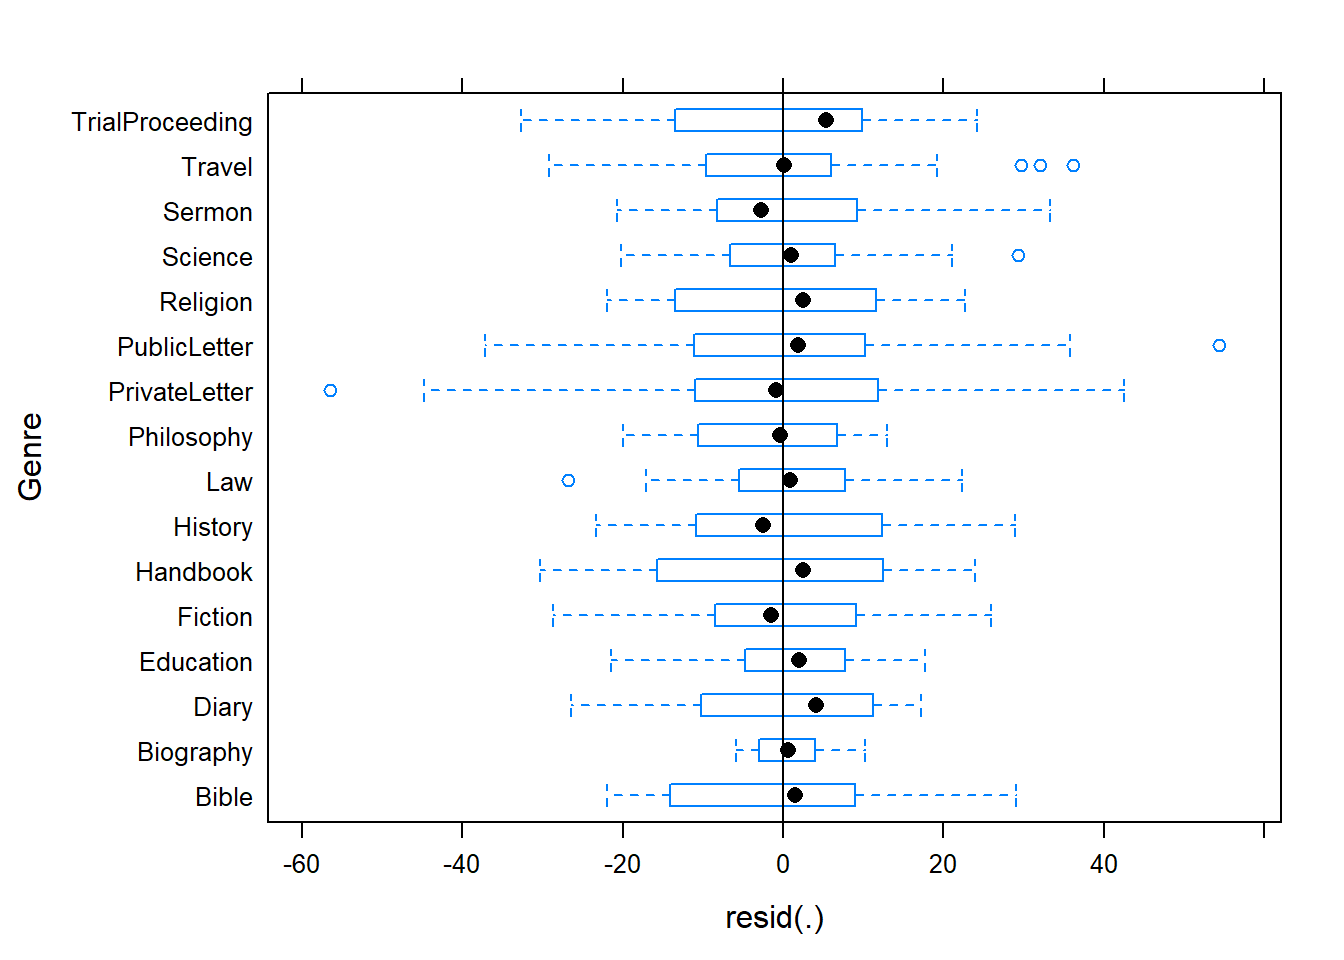 TrialProceeding
Travel
Sermon
Science
Religion
PublicLetter
PrivateLetter
Philosophy
Law
History
Handbook
Fiction
Education
Diary
Biography
Bible
Genre
-60 -40 -20 0 20 40
resid(.)